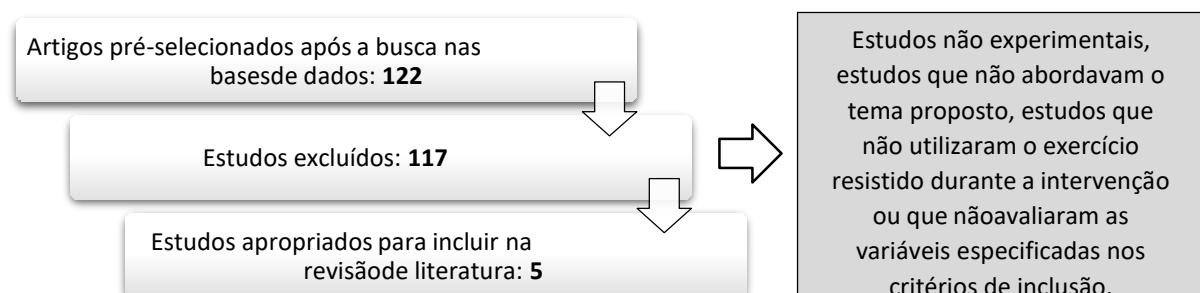 Artigos pré-selecionados após a busca nas
basesde dados: 122
Estudos excluídos: 117
Estudos apropriados para incluir na
revisãode literatura: 5
Estudos não experimentais,
estudos que não abordavam o
tema proposto, estudos que
não utilizaram o exercício
resistido durante a intervenção
ou que nãoavaliaram as
variáveis especificadas nos
critérios de inclusão.